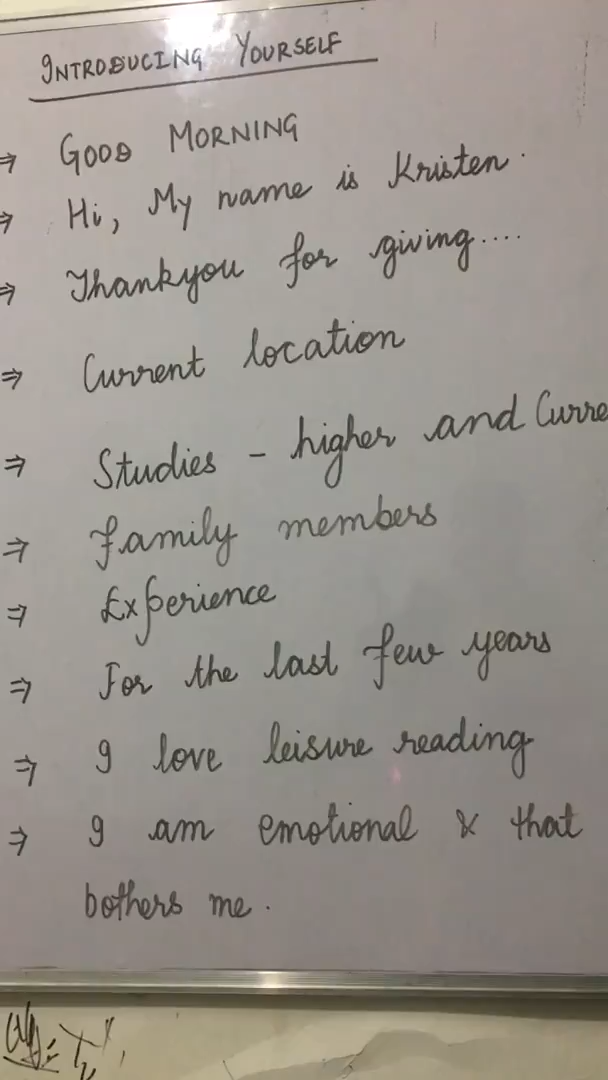 INTRODUCING YOURSELF
⇒ GOOD MORNING
⇒ Hi, My name is Kristen.
⇒ Thankyou for giving....
⇒ Current location
⇒ Studies - higher and Curre
⇒ family members
⇒ Experience
⇒ For the last few years
⇒ I love leisure reading
⇒ I am emotional & that
bothers me.